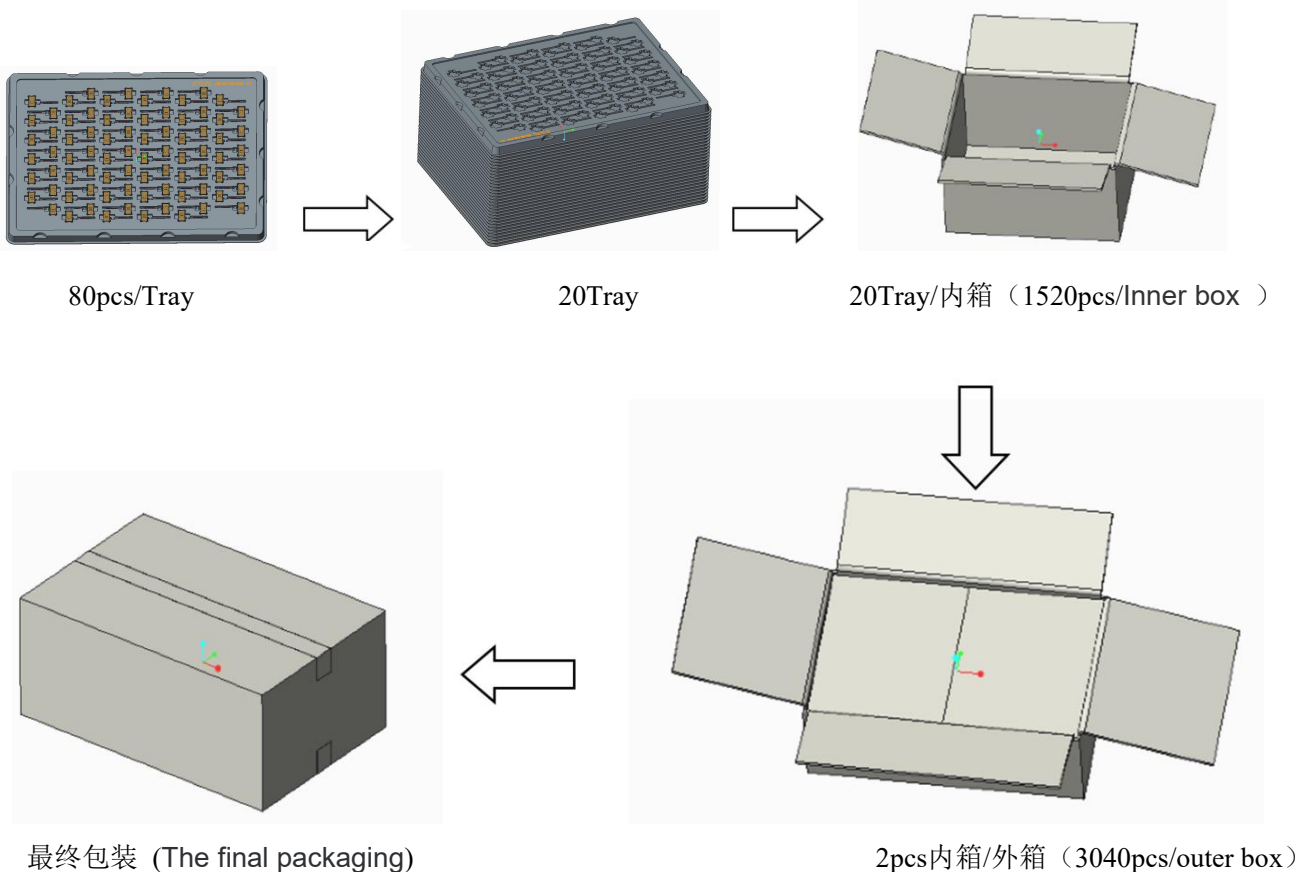 80pcs/Tray
20Tray
20Tray/内箱（1520pcs/Inner box ）
2pcs内箱/外箱（3040pcs/outer box）
最终包装 (The final packaging)